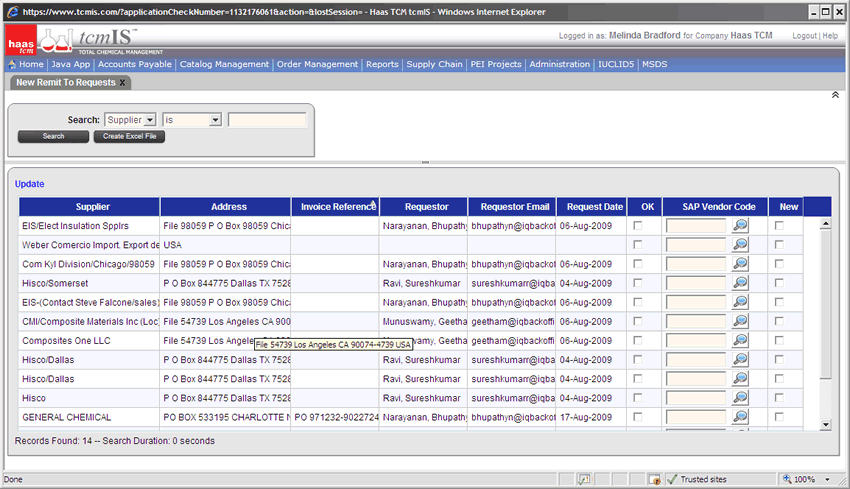 https://www.tcmis.com/?applicationCheckNumber=1132176061&action=&lostSession= - Haas TCM tcmIS - Windows Internet Explorer
haas tcm tcmIS™ TOTAL CHEMICAL MANAGEMENT
Logged in as: Melinda Bradford for Company Haas TCM Logout | Help
Home | Java App | Accounts Payable | Catalog Management | Order Management | Reports | Supply Chain | PEI Projects | Administration | IUCLID5 | MSDS
New Remit To Requests x
Search: Supplier is
Search Create Excel File
Update
Supplier Address Invoice Reference Requestor Requestor Email Request Date OK SAP Vendor Code New
EIS/Elect Insulation Spplrs File 98059 P O Box 98059 Chic Narayanan, Bhupathy bhupathyn@iqbackof 06-Aug-2009
Weber Comercio Import. Export de USA
Com Kyl Division/Chicago/98059 File 98059 P O Box 98059 Chic Narayanan, Bhupathy bhupathyn@iqbackof 06-Aug-2009
Hisco/Somerset P O Box 844775 Dallas TX 7528 Ravi, Sureshkumar sureshkumarr@iqba 04-Aug-2009
EIS-(Contact Steve Falcone/sales) File 98059 P O Box 98059 Chic Narayanan, Bhupathy bhupathyn@iqbackof 06-Aug-2009
CMI/Composite Materials Inc (Loc File 54739 Los Angeles CA 900 Munuswamy, Geetha geetham@iqbackoffi 06-Aug-2009
Composites One LLC File 54739 Los Angele wamy, Geetha geetham@iqbackoffi 06-Aug-2009
File 54739 Los Angeles CA 90074-4739 USA
Hisco/Dallas P O Box 844775 Dallas TX 7528 Ravi, Sureshkumar sureshkumarr@iqba 04-Aug-2009
Hisco/Dallas P O Box 844775 Dallas TX 7528 Ravi, Sureshkumar sureshkumarr@iqba 04-Aug-2009
Hisco P O Box 844775 Dallas TX 7528 Ravi, Sureshkumar sureshkumarr@iqba 04-Aug-2009
GENERAL CHEMICAL PO BOX 533195 CHARLOTTE N PO 971232-9022724 Narayanan, Bhupathy bhupathyn@iqbackof 17-Aug-2009
Records Found: 14 -- Search Duration: 0 seconds
Done Trusted sites 100%